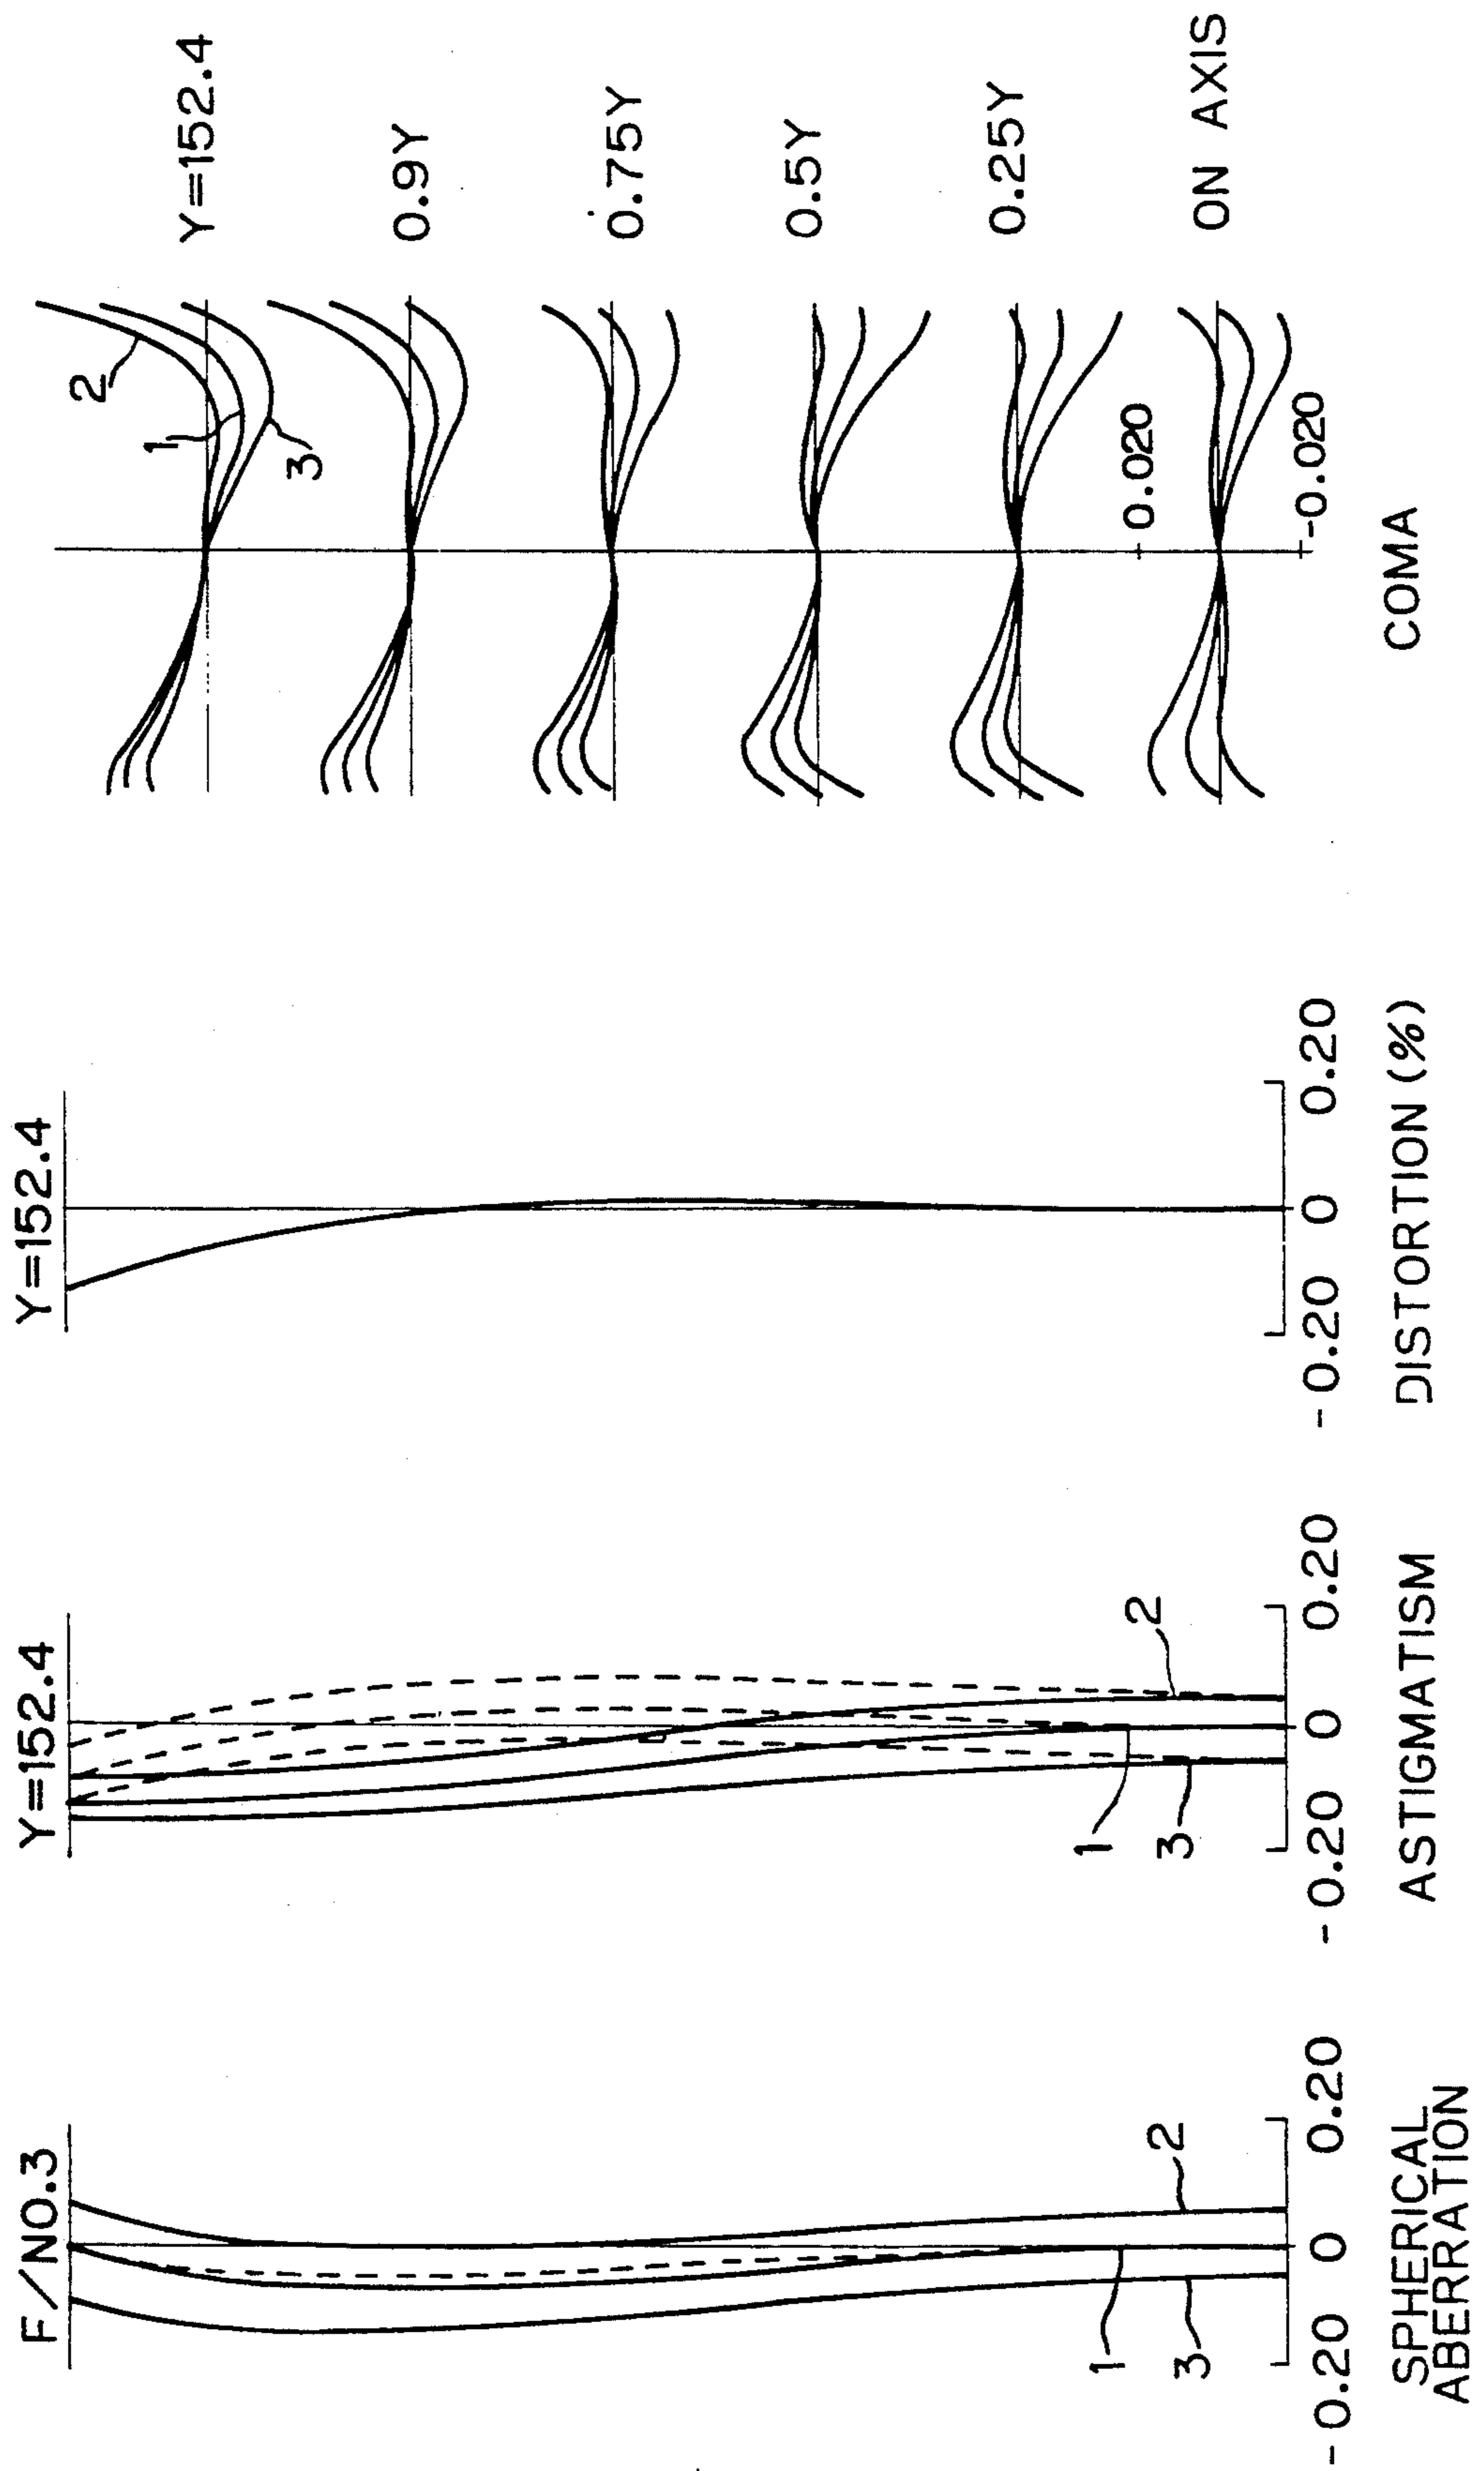 F/NO.3
2
1
3
-0.20 0 0.20
SPHERICAL
ABERRATION
Y=152.4
2
1
3
-0.20 0 0.20
ASTIGMATISM
Y=152.4
-0.20 0 0.20
DISTORTION (%)
2
1
3
Y=152.4
0.9Y
0.75Y
0.5Y
0.25Y
0.020
ON AXIS
-0.020
COMA